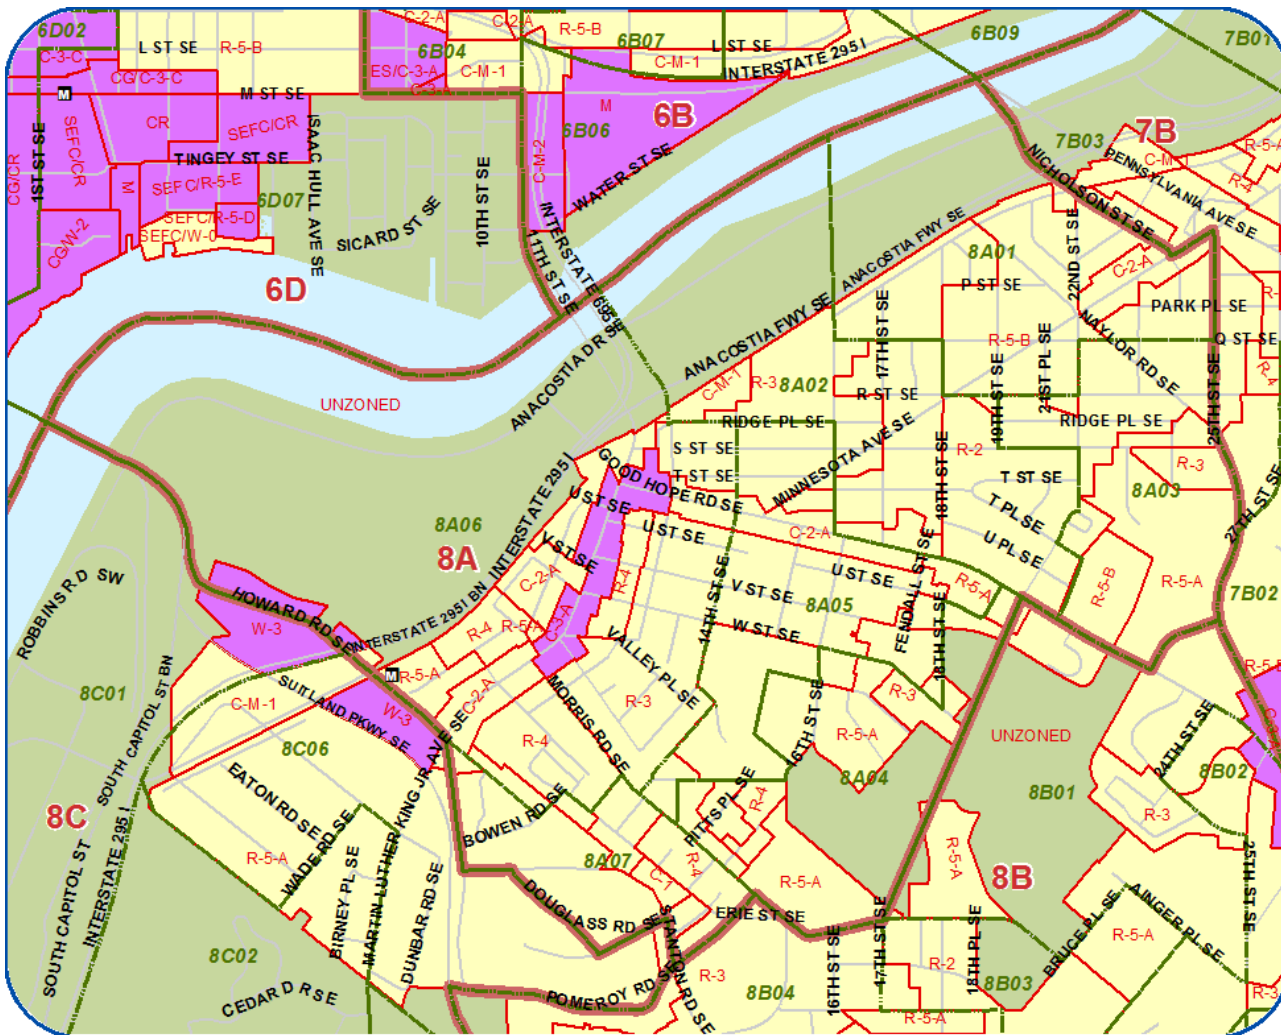 6D02
C-2-A
C-2-A
R-5-B
6B07
L ST SE
6B09
7B01
L ST SE
R-5-B
6B04
C-3-C
CG/C-3-C
ES/C-3-A
C-M-1
C-M-1
INTERSTATE 295 I
M
M ST SE
M
6B
6B06
CR
SEFC/CR
SEFC/CR
CG/CR
1ST ST SE
TINGEY ST SE
ISAAC HULL AVE SE
C-M-2
WATER ST SE
7B03
7B
C-M-1
R-5-A
R-4
PENNSYLVANIA AVE SE
NICHOLSON ST SE
M
SEFC/R-5-E
6D07
10TH ST SE
SEFC/R-5-D
SEFC/W-0
CG/W-2
SICARD ST SE
INTERSTATE 695 I
11TH ST SE
ANACOSTIA FWY SE
8A01
22ND ST SE
C-2-A
6D
P ST SE
PARK PL SE
17TH ST SE
NAYLOR RD SE
Q ST SE
R-5-B
ANACOSTIA DR SE
ANACOSTIA FWY SE
C-M-1
R-3
8A02
R ST SE
19TH ST SE
21ST PL SE
25TH ST SE
R-4
UNZONED
RIDGE PL SE
RIDGE PL SE
MINNESOTA AVE SE
18TH ST SE
S ST SE
R-2
R-3
T ST SE
T ST SE
GOOD HOPE RD SE
8A03
27TH ST SE
U ST SE
U ST SE
T PL SE
U PL SE
C-2-A
8A06
8A
INTERSTATE 295 I
V ST SE
C-2-A
R-4
14TH ST SE
V ST SE
U ST SE
8A05
W ST SE
FENDALL ST SE
R-5-A
18TH ST SE
R-5-B
R-5-A
7B02
ROBBINS RD SW
HOWARD RD SE
W-3
INTERSTATE 295 I BN
R-4
R-5-A
C-3-A
VALLEY PL SE
M
R-5-A
8C01
SOUTH CAPITOL ST BN
C-M-1
SUITLAND PKWY SE
W-3
C-2-A
MORRIS RD SE
R-3
R-3
16TH ST SE
R-5-A
UNZONED
24TH ST SE
8C06
R-4
8A04
8B01
8B02
EATON RD SE
WADE RD SE
MARTIN LUTHER KING JR AVE SE
BOWEN RD SE
PITTS PL SE
R-4
R-3
8C
SOUTH CAPITOL ST
INTERSTATE 295 I
R-5-A
BIRNEY PL SE
DUNBAR RD SE
8A07
C-1
R-4
R-5-A
R-5-A
8B
25TH ST SE
DOUGLASS RD SE
STANTON RD SE
ERIE ST SE
17TH ST SE
18TH PL SE
BRUCE PL SE
AINGER PL SE
R-5-A
8C02
CEDAR DR SE
POMEROY RD SE
R-3
8B04
16TH ST SE
R-2
8B03
R-5-A
R-3